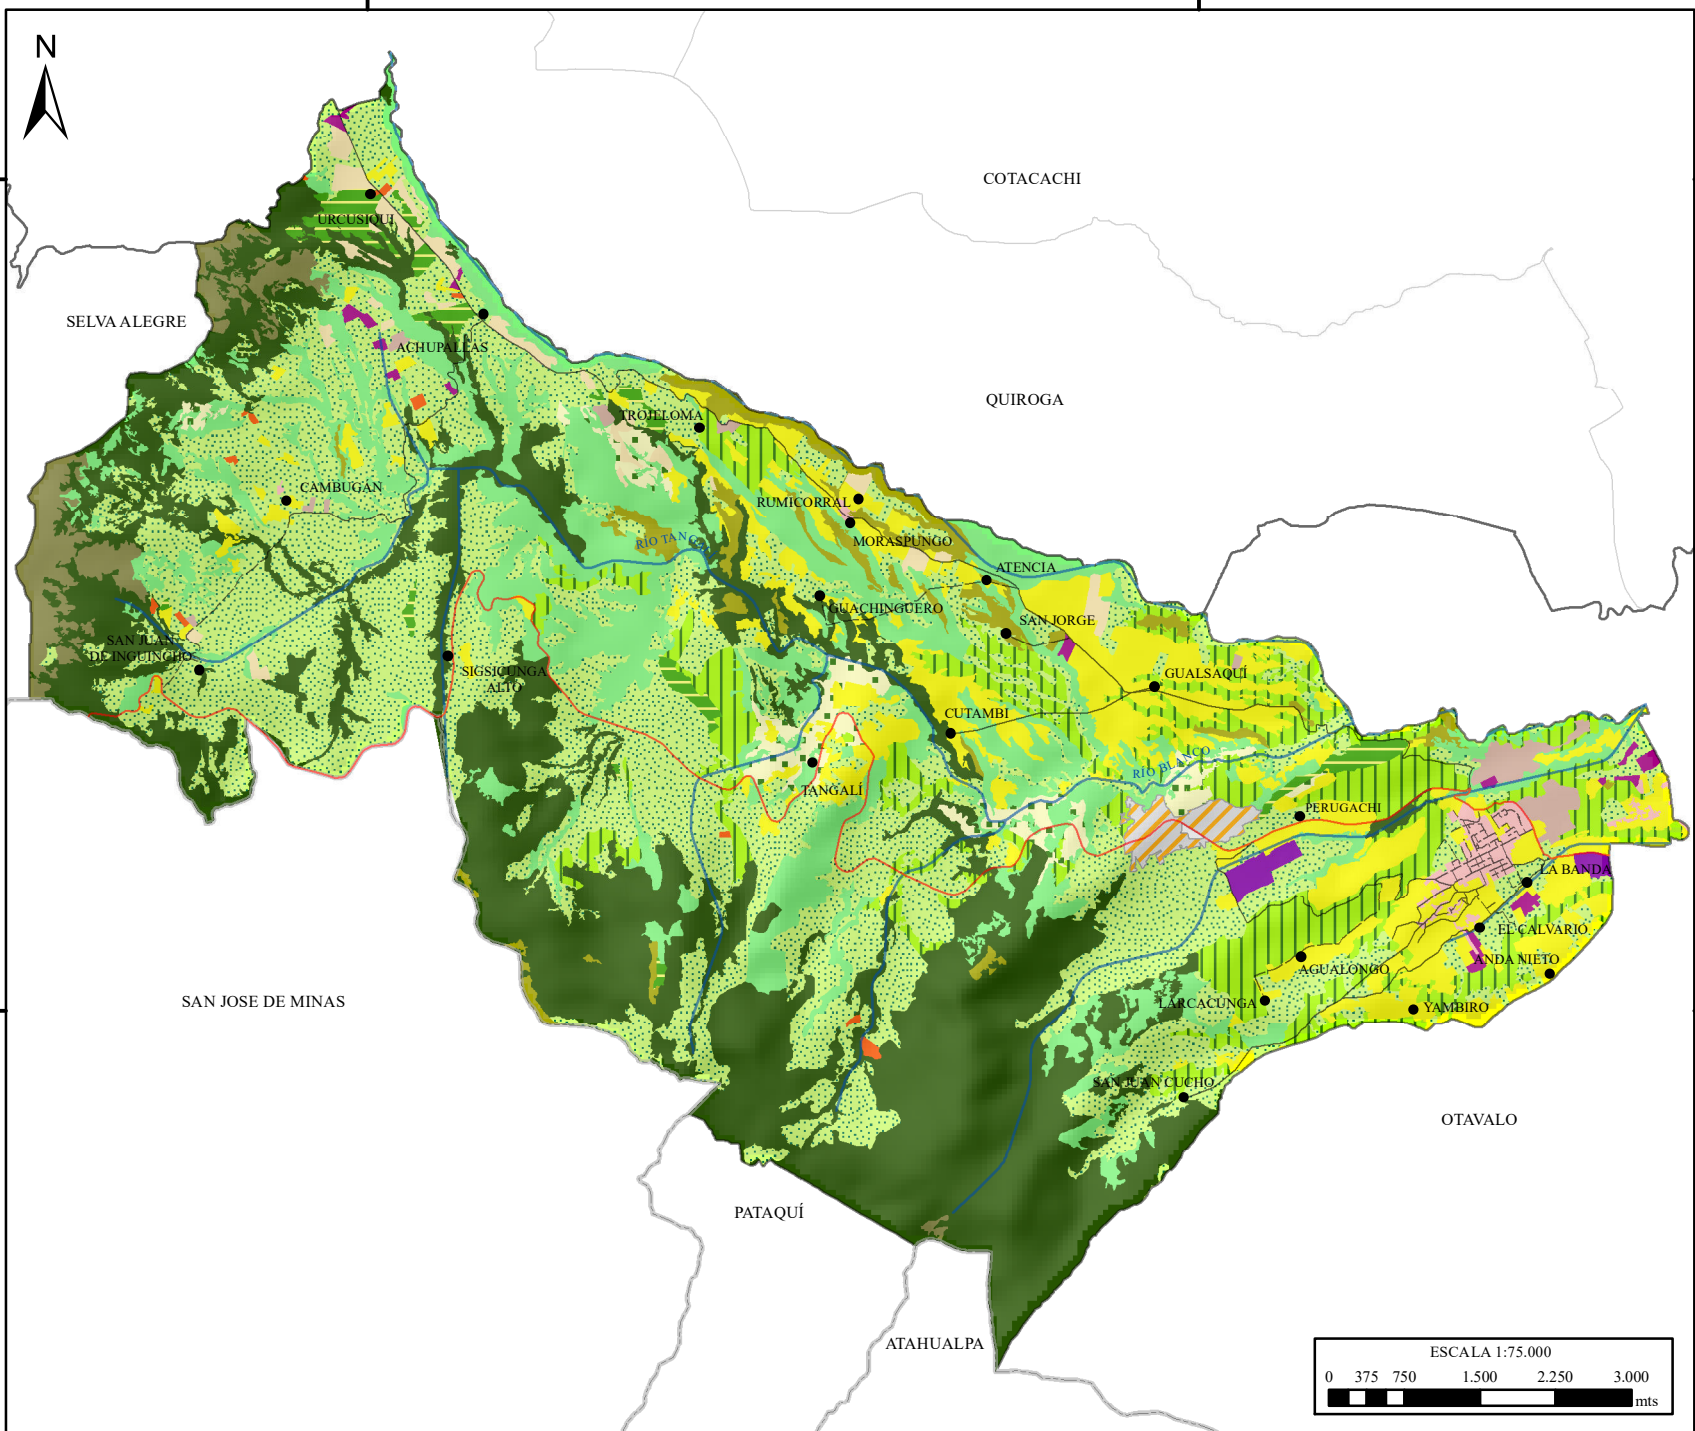 N
COTACACHI
URCUSIQUI
SELVA ALEGRE
ACHUPALLAS
QUIROGA
TROJELOMA
CAMBUGÁN
RUMICORRAL
MORASPUNGO
RÍO TANGA
ATENCIA
GUACHINGUERO
SAN JORGE
SAN JUAN
DE INGUINCHO
SIGSICUNGA
ALTO
GUALSAQUÍ
CUTAMBI
RÍO BLANCO
TANGALÍ
PERUGACHI
LA BANDA
EL CALVARIO
ANDA NIETO
AGUALONGO
SAN JOSE DE MINAS
LARCACUNGA
YAMBIRO
SAN JUAN CUCHO
OTAVALO
PATAQUÍ
ATAHUALPA
ESCALA 1:75.000
0 375 750 1.500 2.250 3.000
mts